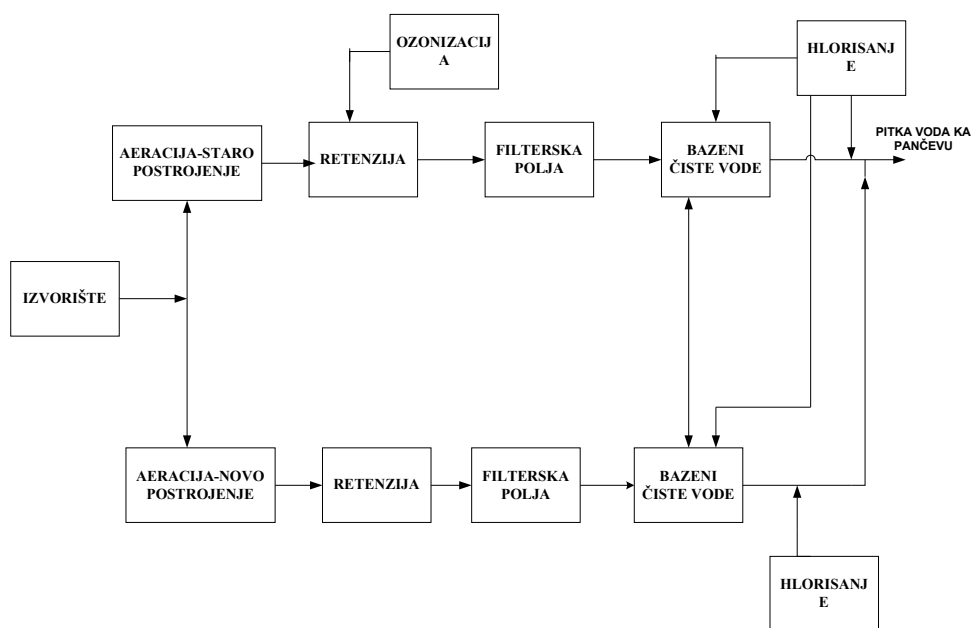 OZONIZACIJ
A
HLORISANJ
E
PITKA VODA KA
PANČEVU
AERACIJA-STARO
POSTROJENJE
RETENZIJA
FILTERSKA
POLJA
BAZENI
ČISTE VODE
IZVORIŠTE
AERACIJA-NOVO
POSTROJENJE
RETENZIJA
FILTERSKA
POLJA
BAZENI
ČISTE VODE
HLORISANJ
E